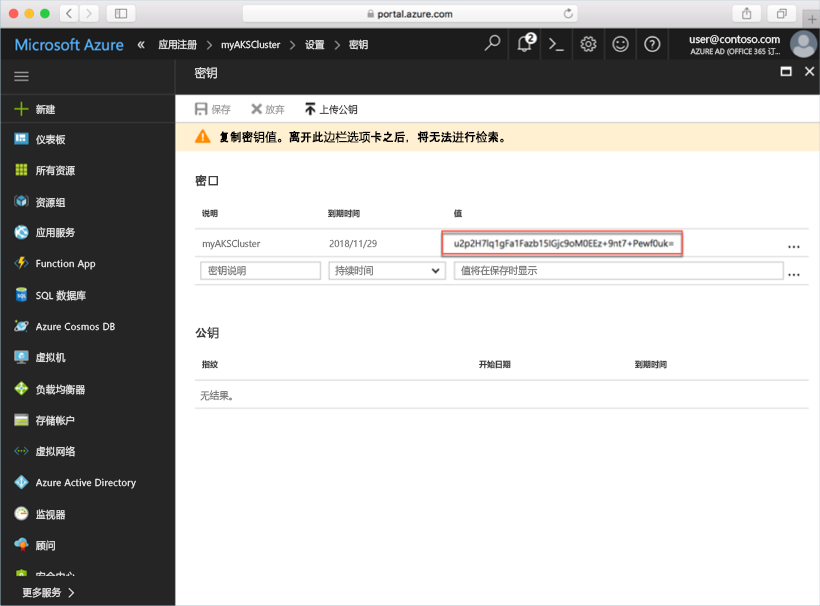 portal.azure.com
Microsoft Azure « 应用注册 > myAKSCluster > 设置 > 密钥
2
user@contoso.com
AZURE AD (OFFICE 365 订...
密钥
保存 放弃 上传公钥
复制密钥值。离开此边栏选项卡之后，将无法进行检索。
密口
说明 到期时间 值
myAKSCluster 2018/11/29 u2p2H7lq1gFa1Fazb15IGjc9oM0EEz+9nt7+Pewf0uk= ...
密钥说明 持续时间 值将在保存时显示 ...
公钥
指纹 开始日期 到期时间
无结果。
新建
仪表板
所有资源
资源组
应用服务
Function App
SQL 数据库
Azure Cosmos DB
虚拟机
负载均衡器
存储帐户
虚拟网络
Azure Active Directory
监视器
顾问
安全中心
更多服务 >